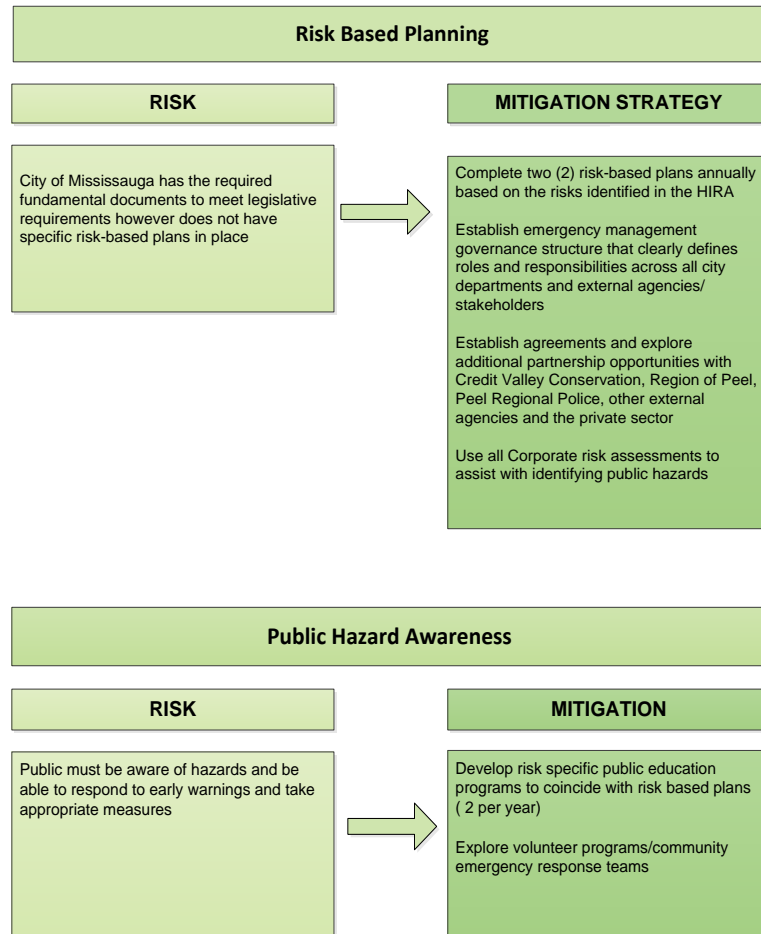 Risk Based Planning
RISK
MITIGATION STRATEGY
City of Mississauga has the required
fundamental documents to meet legislative
requirements however does not have
specific risk-based plans in place
Complete two (2) risk-based plans annually
based on the risks identified in the HIRA
Establish emergency management
governance structure that clearly defines
roles and responsibilities across all city
departments and external agencies/
stakeholders
Establish agreements and explore
additional partnership opportunities with
Credit Valley Conservation, Region of Peel,
Peel Regional Police, other external
agencies and the private sector
Use all Corporate risk assessments to
assist with identifying public hazards
Public Hazard Awareness
RISK
MITIGATION
Public must be aware of hazards and be
able to respond to early warnings and take
appropriate measures
Develop risk specific public education
programs to coincide with risk based plans
( 2 per year)
Explore volunteer programs/community
emergency response teams